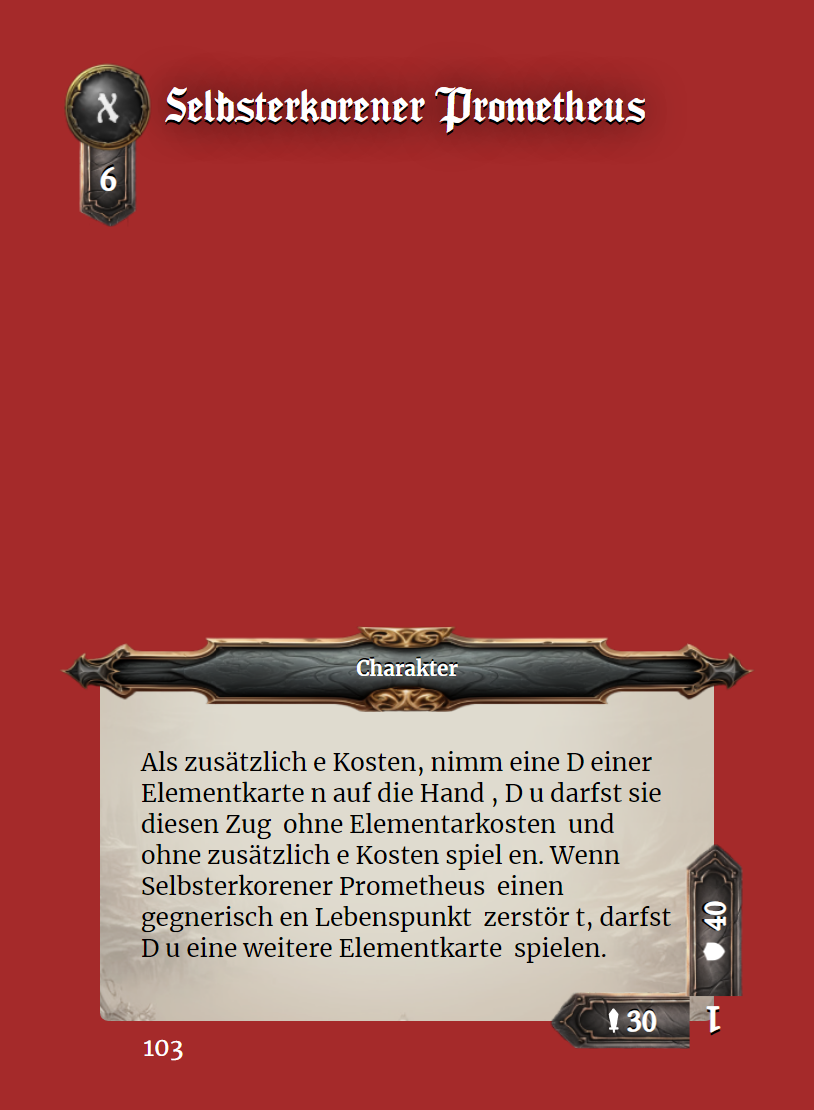 x
Selbsterkorener Prometheus
6
Charakter
Als zusätzlich e Kosten, nimm eine D einer
Elementkarte n auf die Hand , D u darfst sie
diesen Zug ohne Elementarkosten und
ohne zusätzlich e Kosten spiel en. Wenn
Selbsterkorener Prometheus einen
gegnerisch en Lebenspunkt zerstör t, darfst
D u eine weitere Elementkarte spielen.
40
30
1
103